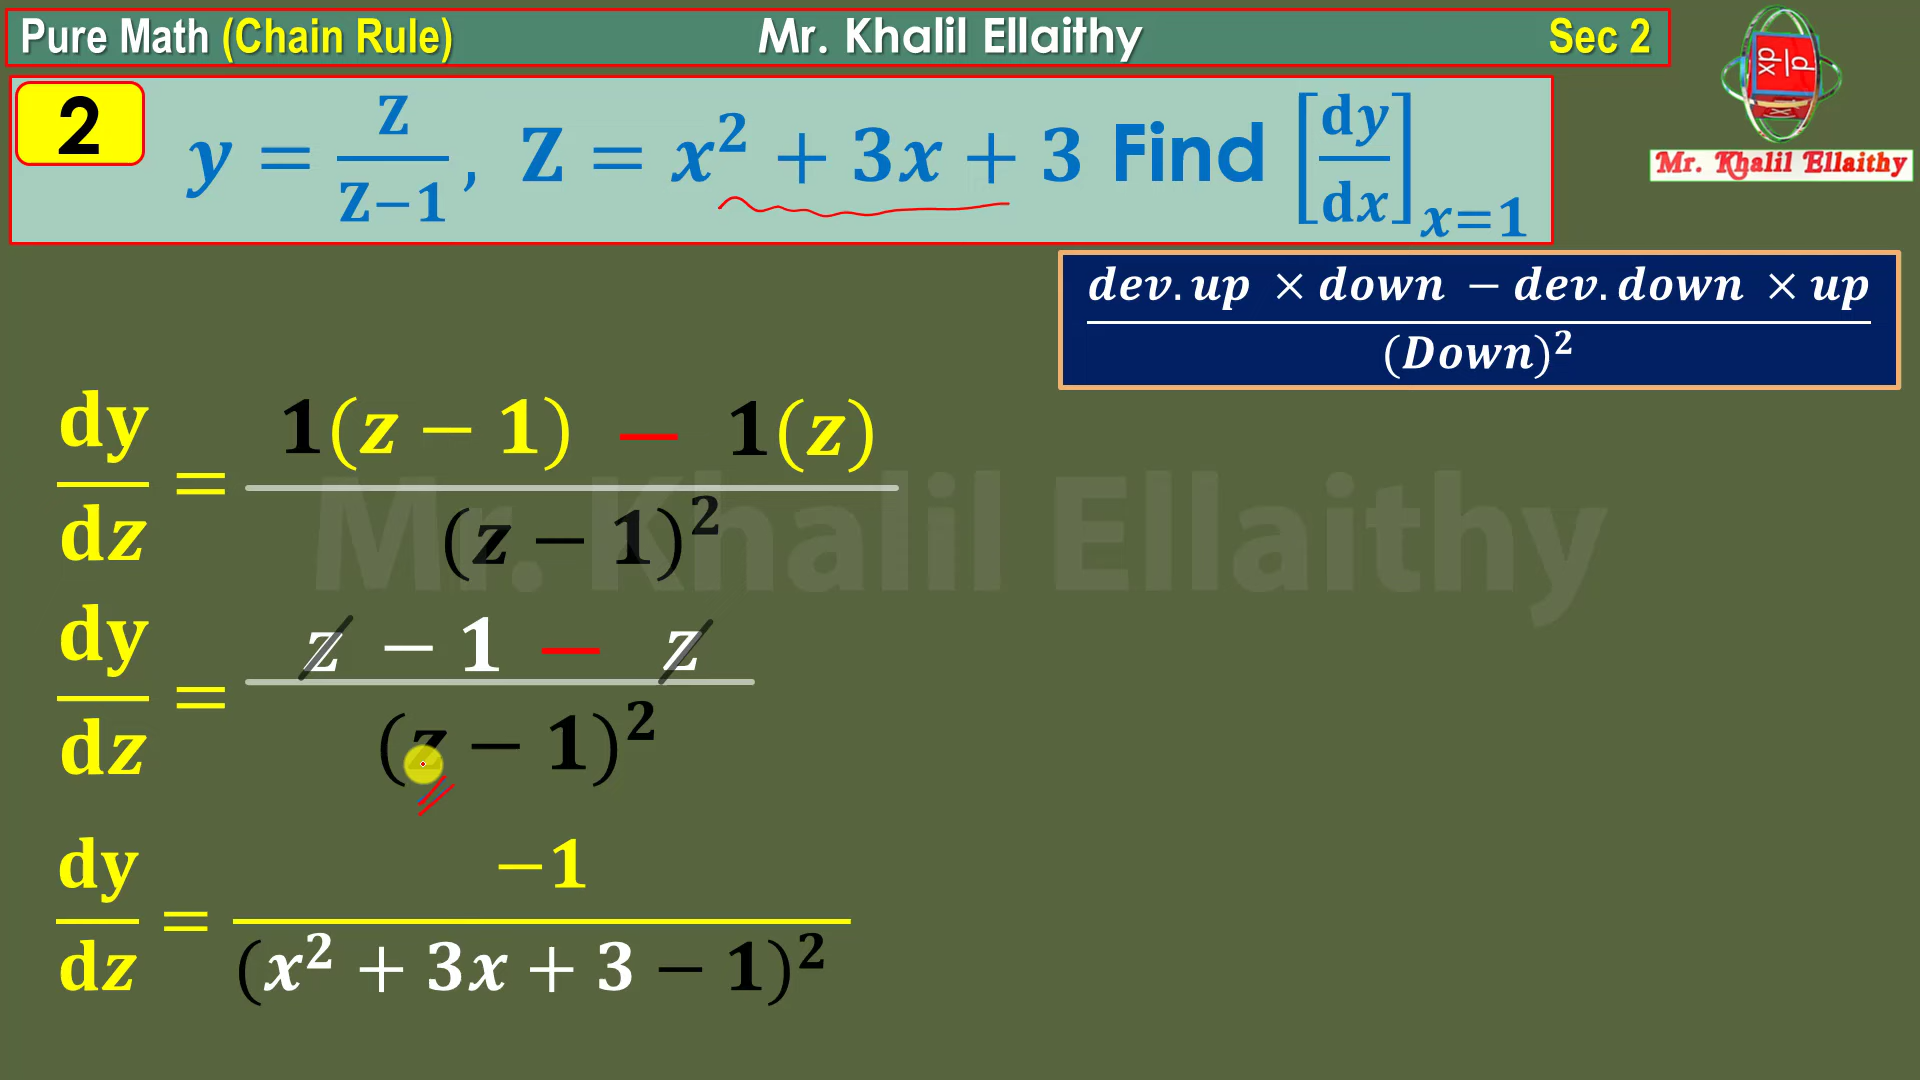 Pure Math (Chain Rule) Mr. Khalil Ellaithy Sec 2
d/dx
Mr. Khalil Ellaithy
2 y = Z/(Z−1), Z = x² + 3x + 3 Find [dy/dx]x=1
(dev.up × down − dev.down × up)/(Down)²
dy/dz = (1(z − 1) − 1(z))/(z − 1)²
Mr. Khalil Ellaithy
dy/dz = (z − 1 − z)/(z − 1)²
dy/dz = −1/(x² + 3x + 3 − 1)²